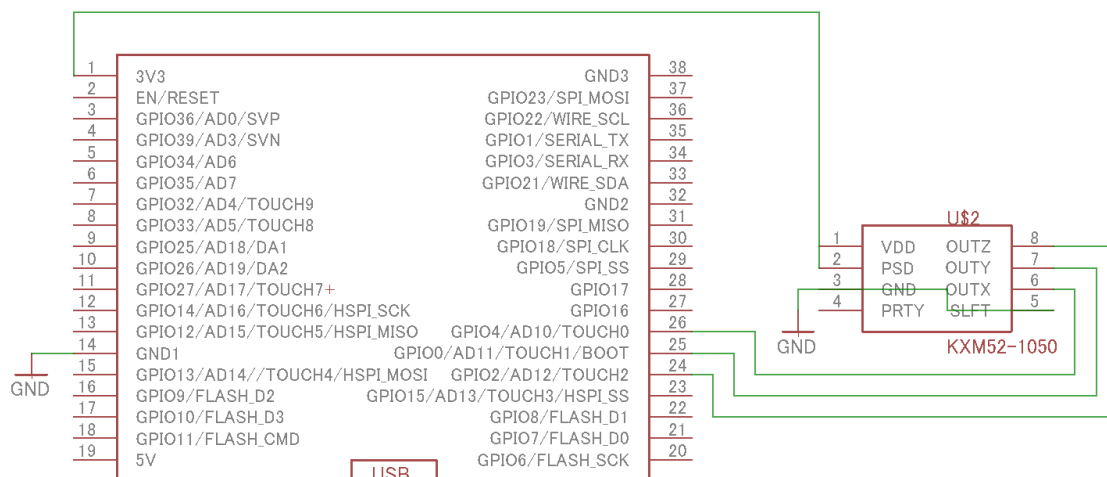 1 3V3
2 EN/RESET
3 GPIO36/AD0/SVP
4 GPIO39/AD3/SVN
5 GPIO34/AD6
6 GPIO35/AD7
7 GPIO32/AD4/TOUCH9
8 GPIO33/AD5/TOUCH8
9 GPIO25/AD18/DA1
10 GPIO26/AD19/DA2
11 GPIO27/AD17/TOUCH7+
12 GPIO14/AD16/TOUCH6/HSPI_SCK
13 GPIO12/AD15/TOUCH5/HSPI_MISO
14 GND1
15 GPIO13/AD14//TOUCH4/HSPI_MOSI
16 GPIO9/FLASH_D2
17 GPIO10/FLASH_D3
18 GPIO11/FLASH_CMD
19 5V
GND
USB
GND3 38
GPIO23/SPI_MOSI 37
GPIO22/WIRE_SCL 36
GPIO1/SERIAL_TX 35
GPIO3/SERIAL_RX 34
GPIO21/WIRE_SDA 33
GND2 32
GPIO19/SPI_MISO 31
GPIO18/SPI_CLK 30
GPIO5/SPI_SS 29
GPIO17 28
GPIO16 27
GPIO4/AD10/TOUCH0 26
GPIO0/AD11/TOUCH1/BOOT 25
GPIO2/AD12/TOUCH2 24
GPIO15/AD13/TOUCH3/HSPI_SS 23
GPIO8/FLASH_D1 22
GPIO7/FLASH_D0 21
GPIO6/FLASH_SCK 20
U$2
1 VDD OUTZ 8
2 PSD OUTY 7
3 GND OUTX 6
4 PRTY SLFT 5
GND
KXM52-1050